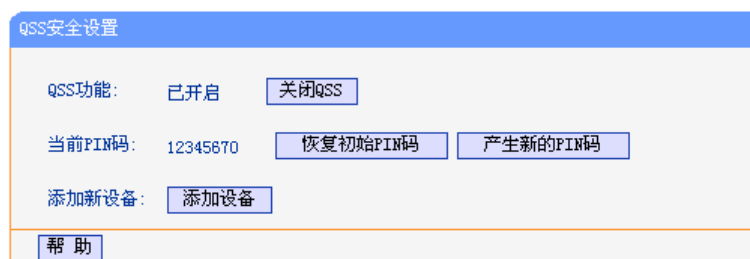 QSS安全设置
QSS功能: 已开启 关闭QSS
当前PIN码: 12345670 恢复初始PIN码 产生新的PIN码
添加新设备: 添加设备
帮 助